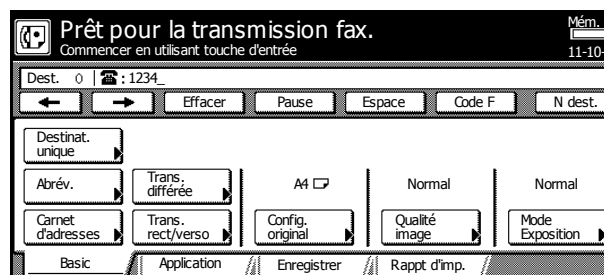 Prêt pour la transmission fax.
Mém.
Commencer en utilisant touche d'entrée
11-10-
Dest. 0 ☎: 1234_
Effacer Pause Espace Code F N dest.
Destinat.
unique
Abrév.
Trans.
différée
A4
Normal
Normal
Carnet
d'adresses
Trans.
rect/verso
Config.
original
Qualité
image
Mode
Exposition
Basic Application Enregistrer Rappt d'imp.